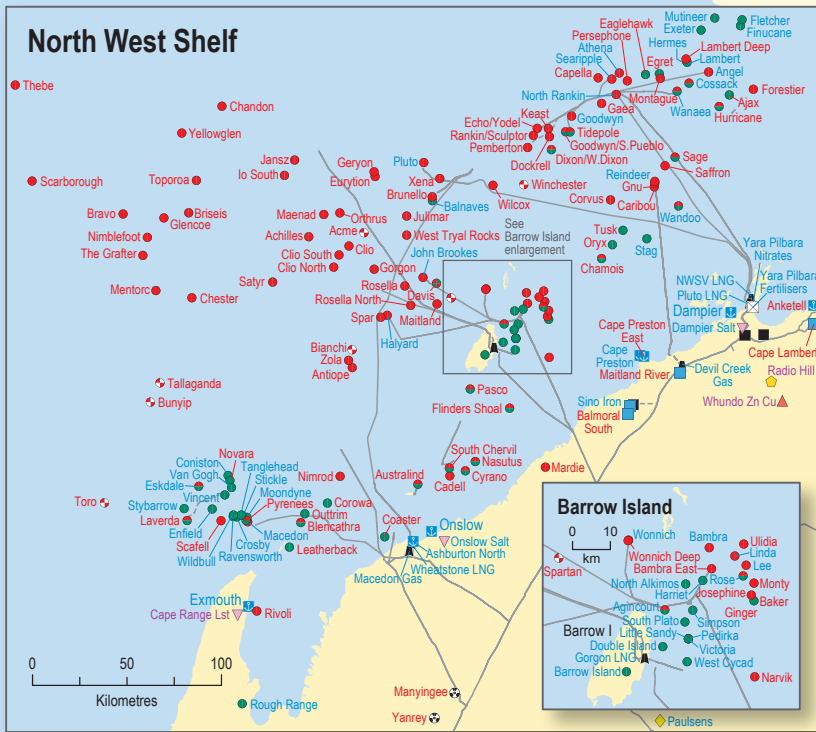 North West Shelf
Mutineer
Exeter
Fletcher
Finucane
Eaglehawk
Persephone
Athena
Searipple
Capella
Hermes
Lambert Deep
Lambert
Egret
Angel
Cossack
Montague
Wanaea
Forestier
Ajax
Hurricane
North Rankin
Gaea
Thebe
Chandon
Yellowglen
Keast
Goodwyn
Echo/Yodel
Rankin/Sculptor
Pemberton
Tidepole
Goodwyn/S.Pueblo
Dixon/W.Dixon
Dockrell
Sage
Saffron
Reindeer
Gnu
Caribou
Corvus
Wandoo
Jansz
Io South
Geryon
Eurytion
Pluto
Xena
Brunello
Balnaves
Winchester
Wilcox
Scarborough
Toporoa
Bravo
Briseis
Glencoe
Nimblefoot
The Grafter
Maenad
Orthrus
Acme
Julimar
West Tryal Rocks
See
Barrow Island
enlargement
Tusk
Oryx
Stag
Chamois
Achilles
Clio
Clio South
Clio North
Gorgon
John Brookes
Yara Pilbara
Nitrates
Yara Pilbara
Fertilisers
NWSV LNG
Pluto LNG
Mentorc
Chester
Satyr
Rosella
Rosella North
Davis
Maitland
Spar
Halyard
Dampier
Dampier Salt
Anketell
Cape Lambert
Cape Preston
East
Cape
Preston
Maitland River
Devil Creek
Gas
Radio Hill
Whundo Zn Cu
Bianchi
Zola
Antiope
Tallaganda
Bunyip
Pasco
Flinders Shoal
Sino Iron
Balmoral
South
Mardie
Novara
Coniston
Van Gogh
Eskdale
Vincent
Stybarrow
Laverda
Enfield
Scafell
Wildbull
Ravensworth
Crosby
Tanglehead
Stickle
Moondyne
Pyrenees
Macedon
Toro
Nimrod
Corowa
Outtrim
Blencathra
Leatherback
Australind
South Chervil
Nasutus
Cyrano
Cadell
Coaster
Onslow
Onslow Salt
Ashburton North
Wheatstone LNG
Macedon Gas
Exmouth
Cape Range Lst
Rivoli
0 50 100
Kilometres
Rough Range
Manyingee
Yanrey
Paulsens
Barrow Island
0 10
km
Wonnich
Wonnich Deep
Bambra
Bambra East
Ulidia
Linda
Lee
Spartan
North Alkimos
Rose
Harriet
Monty
Josephine
Baker
Ginger
Agincourt
South Plato
Simpson
Little Sandy
Pedirka
Barrow I
Double Island
Victoria
Gorgon LNG
West Cycad
Barrow Island
Narvik